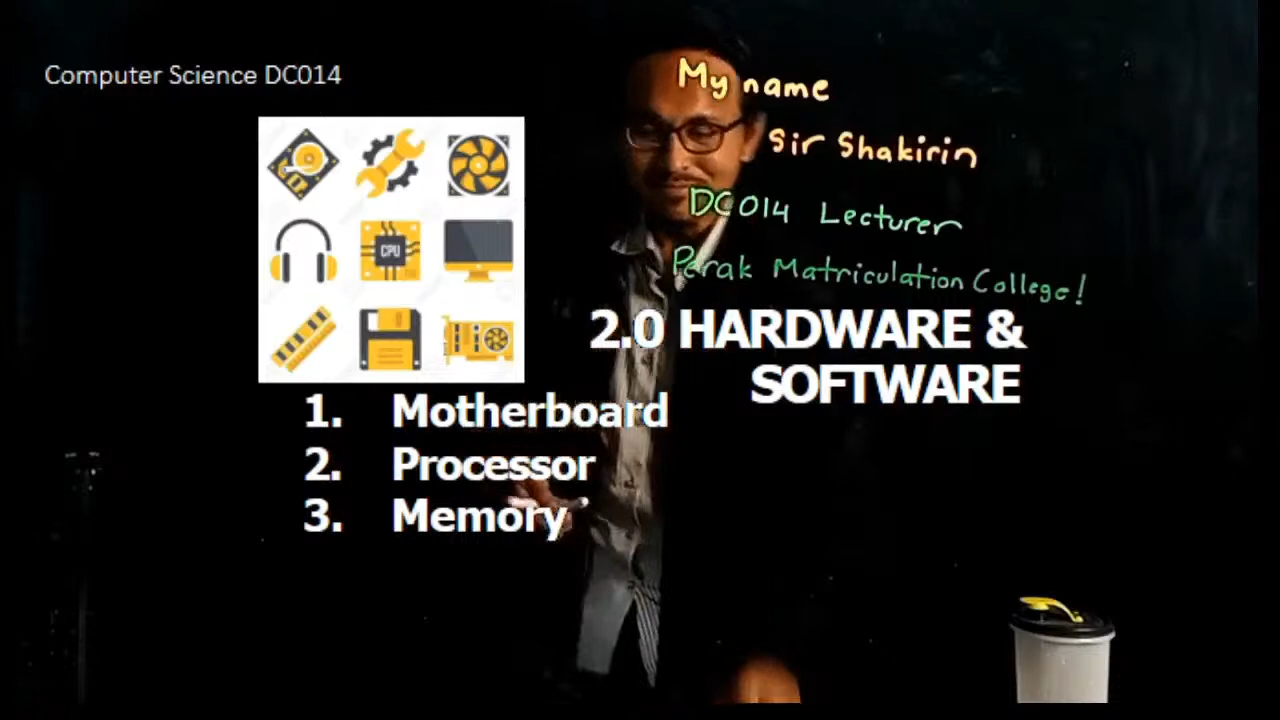 Computer Science DC014
My name
Sir Shakirin
DC014 Lecturer
Perak Matriculation College!
CPU
2.0 HARDWARE &
SOFTWARE
1. Motherboard
2. Processor
3. Memory